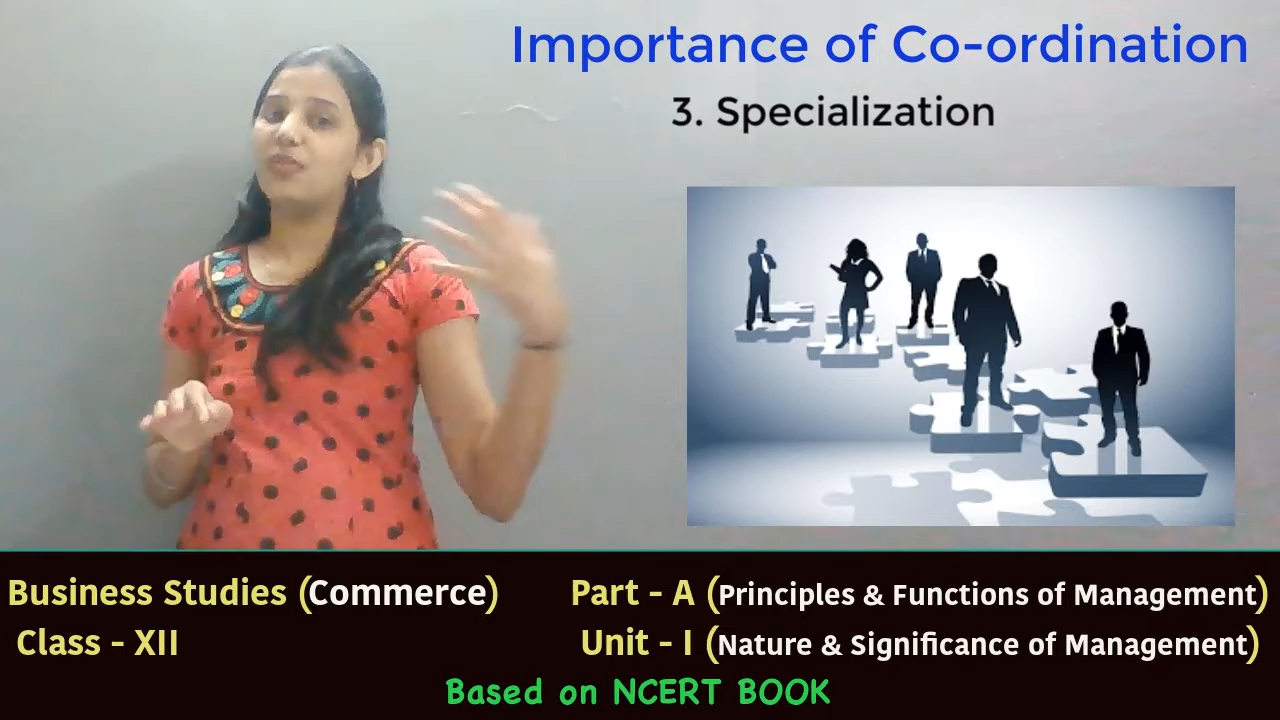 Importance of Co-ordination
3. Specialization
Business Studies (Commerce)
Part - A (Principles & Functions of Management)
Class - XII
Unit - I (Nature & Significance of Management)
Based on NCERT BOOK